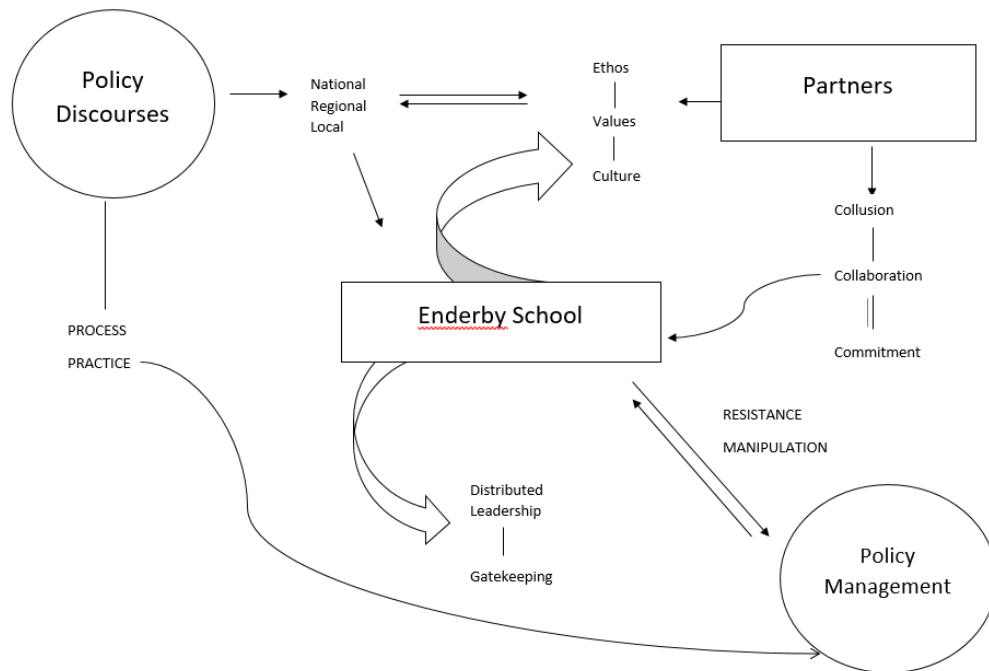 Policy
Discourses
National
Regional
Local
Ethos
Values
Culture
Partners
Collusion
Collaboration
Commitment
Enderby School
PROCESS
PRACTICE
RESISTANCE
MANIPULATION
Distributed
Leadership
Gatekeeping
Policy
Management